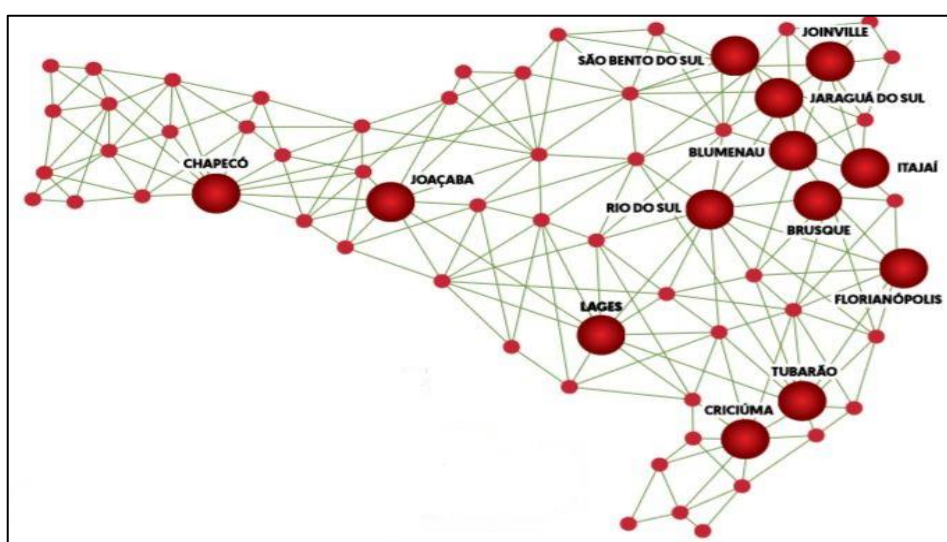 JOINVILLE
SÃO BENTO DO SUL
JARAGUÁ DO SUL
BLUMENAU
CHAPECÓ
ITAJAÍ
JOAÇABA
RIO DO SUL
BRUSQUE
FLORIANÓPOLIS
LAGES
TUBARÃO
CRICIÚMA